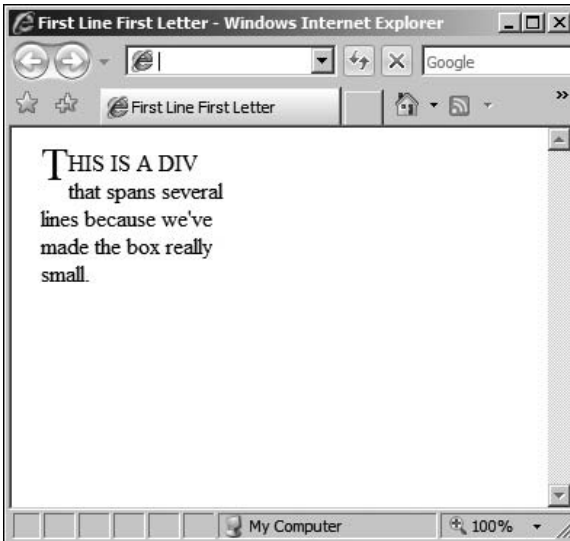 First Line First Letter - Windows Internet Explorer
Google
First Line First Letter
»
THIS IS A DIV
that spans several
lines because we've
made the box really
small.
My Computer
100%